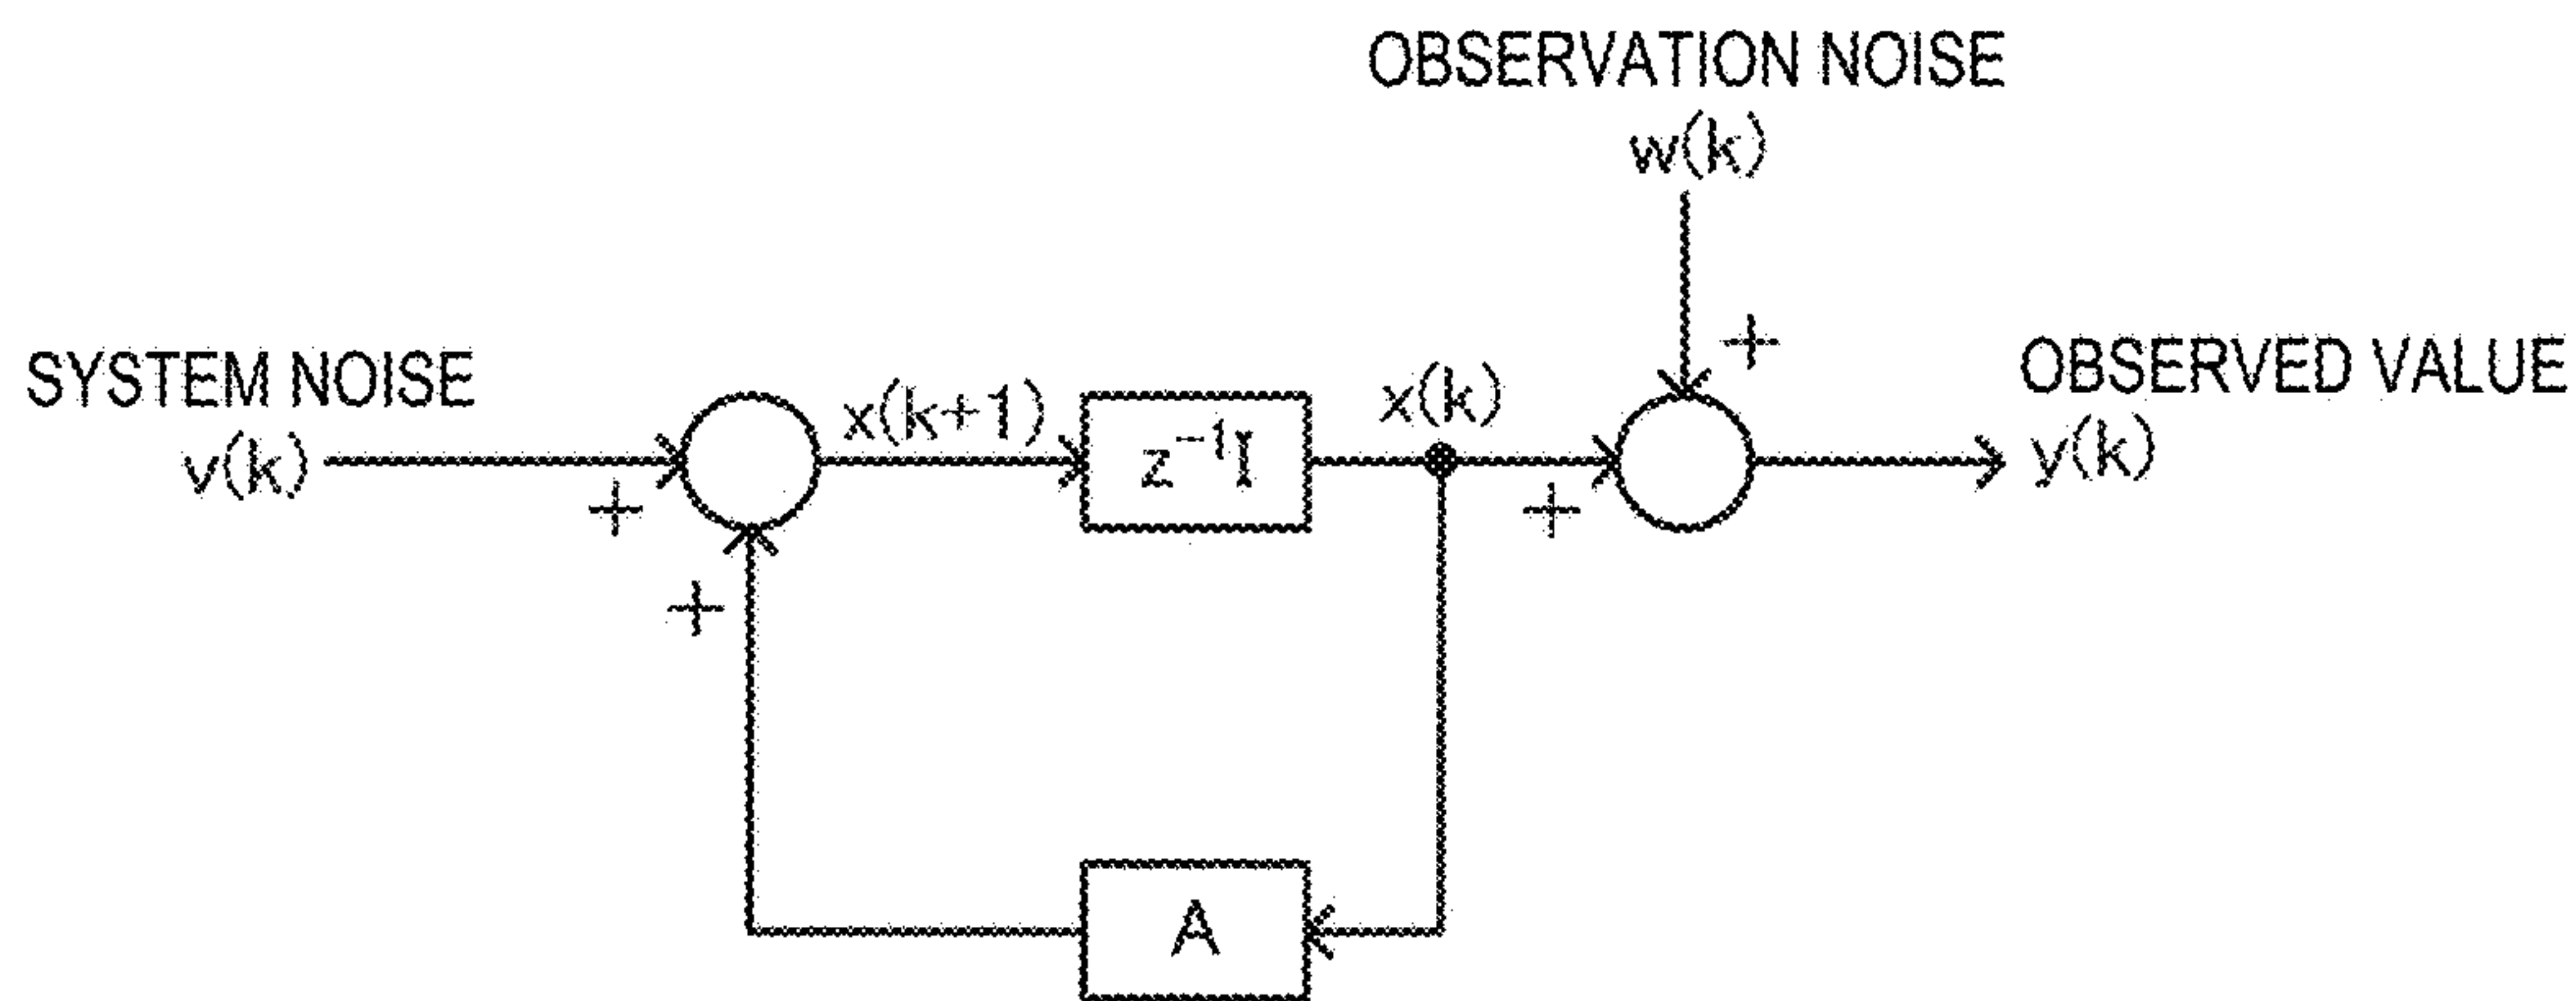 OBSERVATION NOISE
w(k)
+
SYSTEM NOISE
OBSERVED VALUE
v(k)
x(k+1)
z⁻¹I
x(k)
y(k)
+
+
+
A